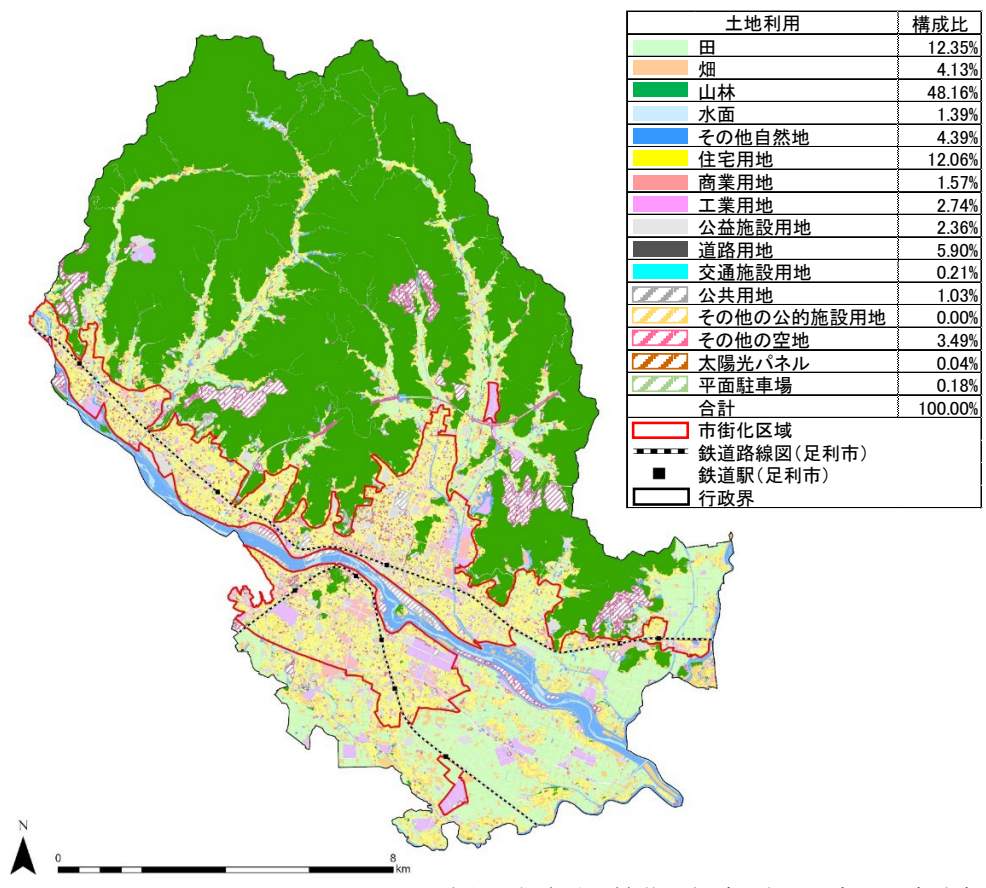 土地利用 構成比
田 12.35%
畑 4.13%
山林 48.16%
水面 1.39%
その他自然地 4.39%
住宅用地 12.06%
商業用地 1.57%
工業用地 2.74%
公益施設用地 2.36%
道路用地 5.90%
交通施設用地 0.21%
公共用地 1.03%
その他の公的施設用地 0.00%
その他の空地 3.49%
太陽光パネル 0.04%
平面駐車場 0.18%
合計 100.00%
市街化区域
鉄道路線図(足利市)
鉄道駅(足利市)
行政界
N
0 8
km